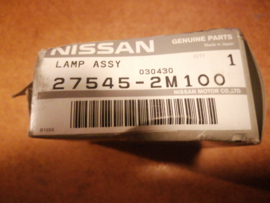 NISSAN GENUINE PARTS
Made in Japan
LAMP ASSY QTY 1
030430
27545-2M100
NISSAN MOTOR CO.,LTD.